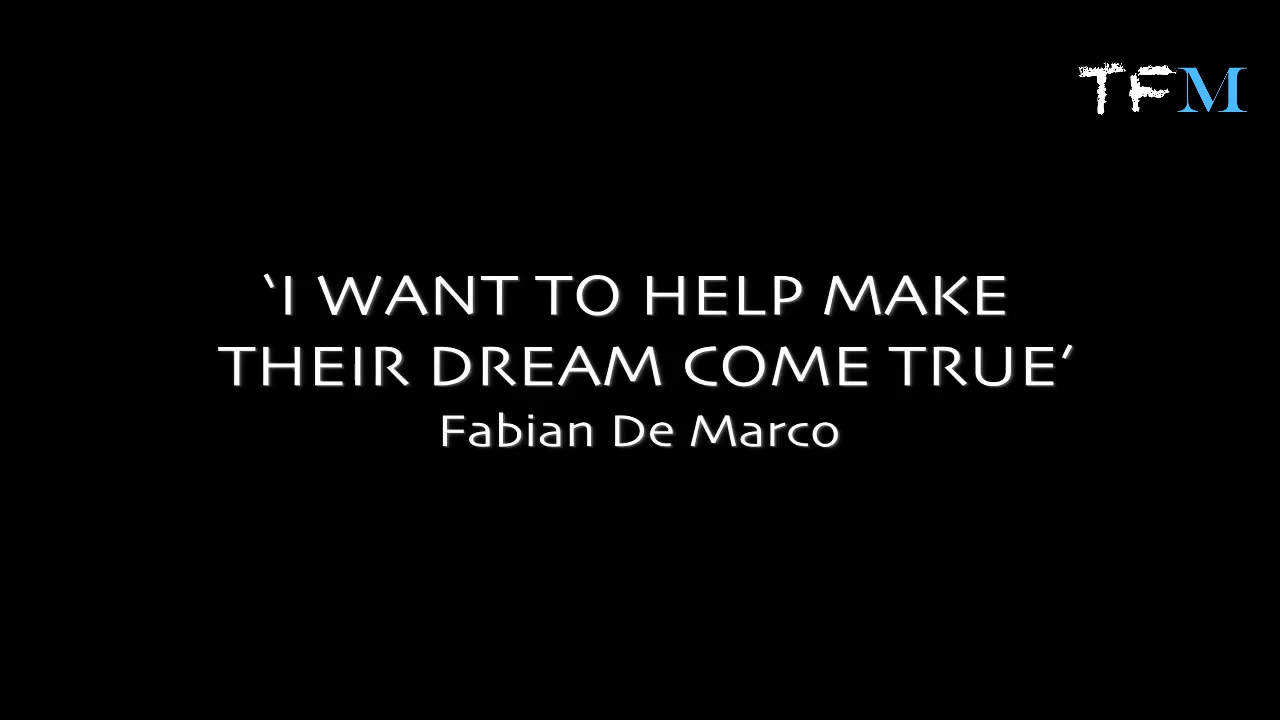 TFM
‘I WANT TO HELP MAKE
THEIR DREAM COME TRUE’
Fabian De Marco